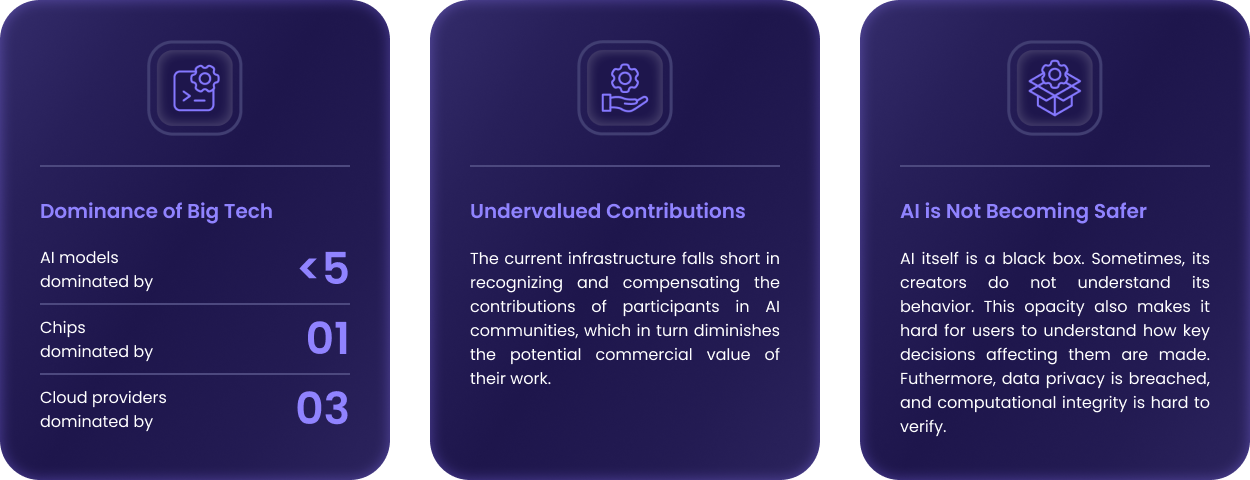 Dominance of Big Tech
AI models
dominated by
<5
Chips
dominated by
01
Cloud providers
dominated by
03
Undervalued Contributions
The current infrastructure falls short in
recognizing and compensating the
contributions of participants in AI
communities, which in turn diminishes
the potential commercial value of
their work.
AI is Not Becoming Safer
AI itself is a black box. Sometimes, its
creators do not understand its
behavior. This opacity also makes it
hard for users to understand how key
decisions affecting them are made.
Futhermore, data privacy is breached,
and computational integrity is hard to
verify.